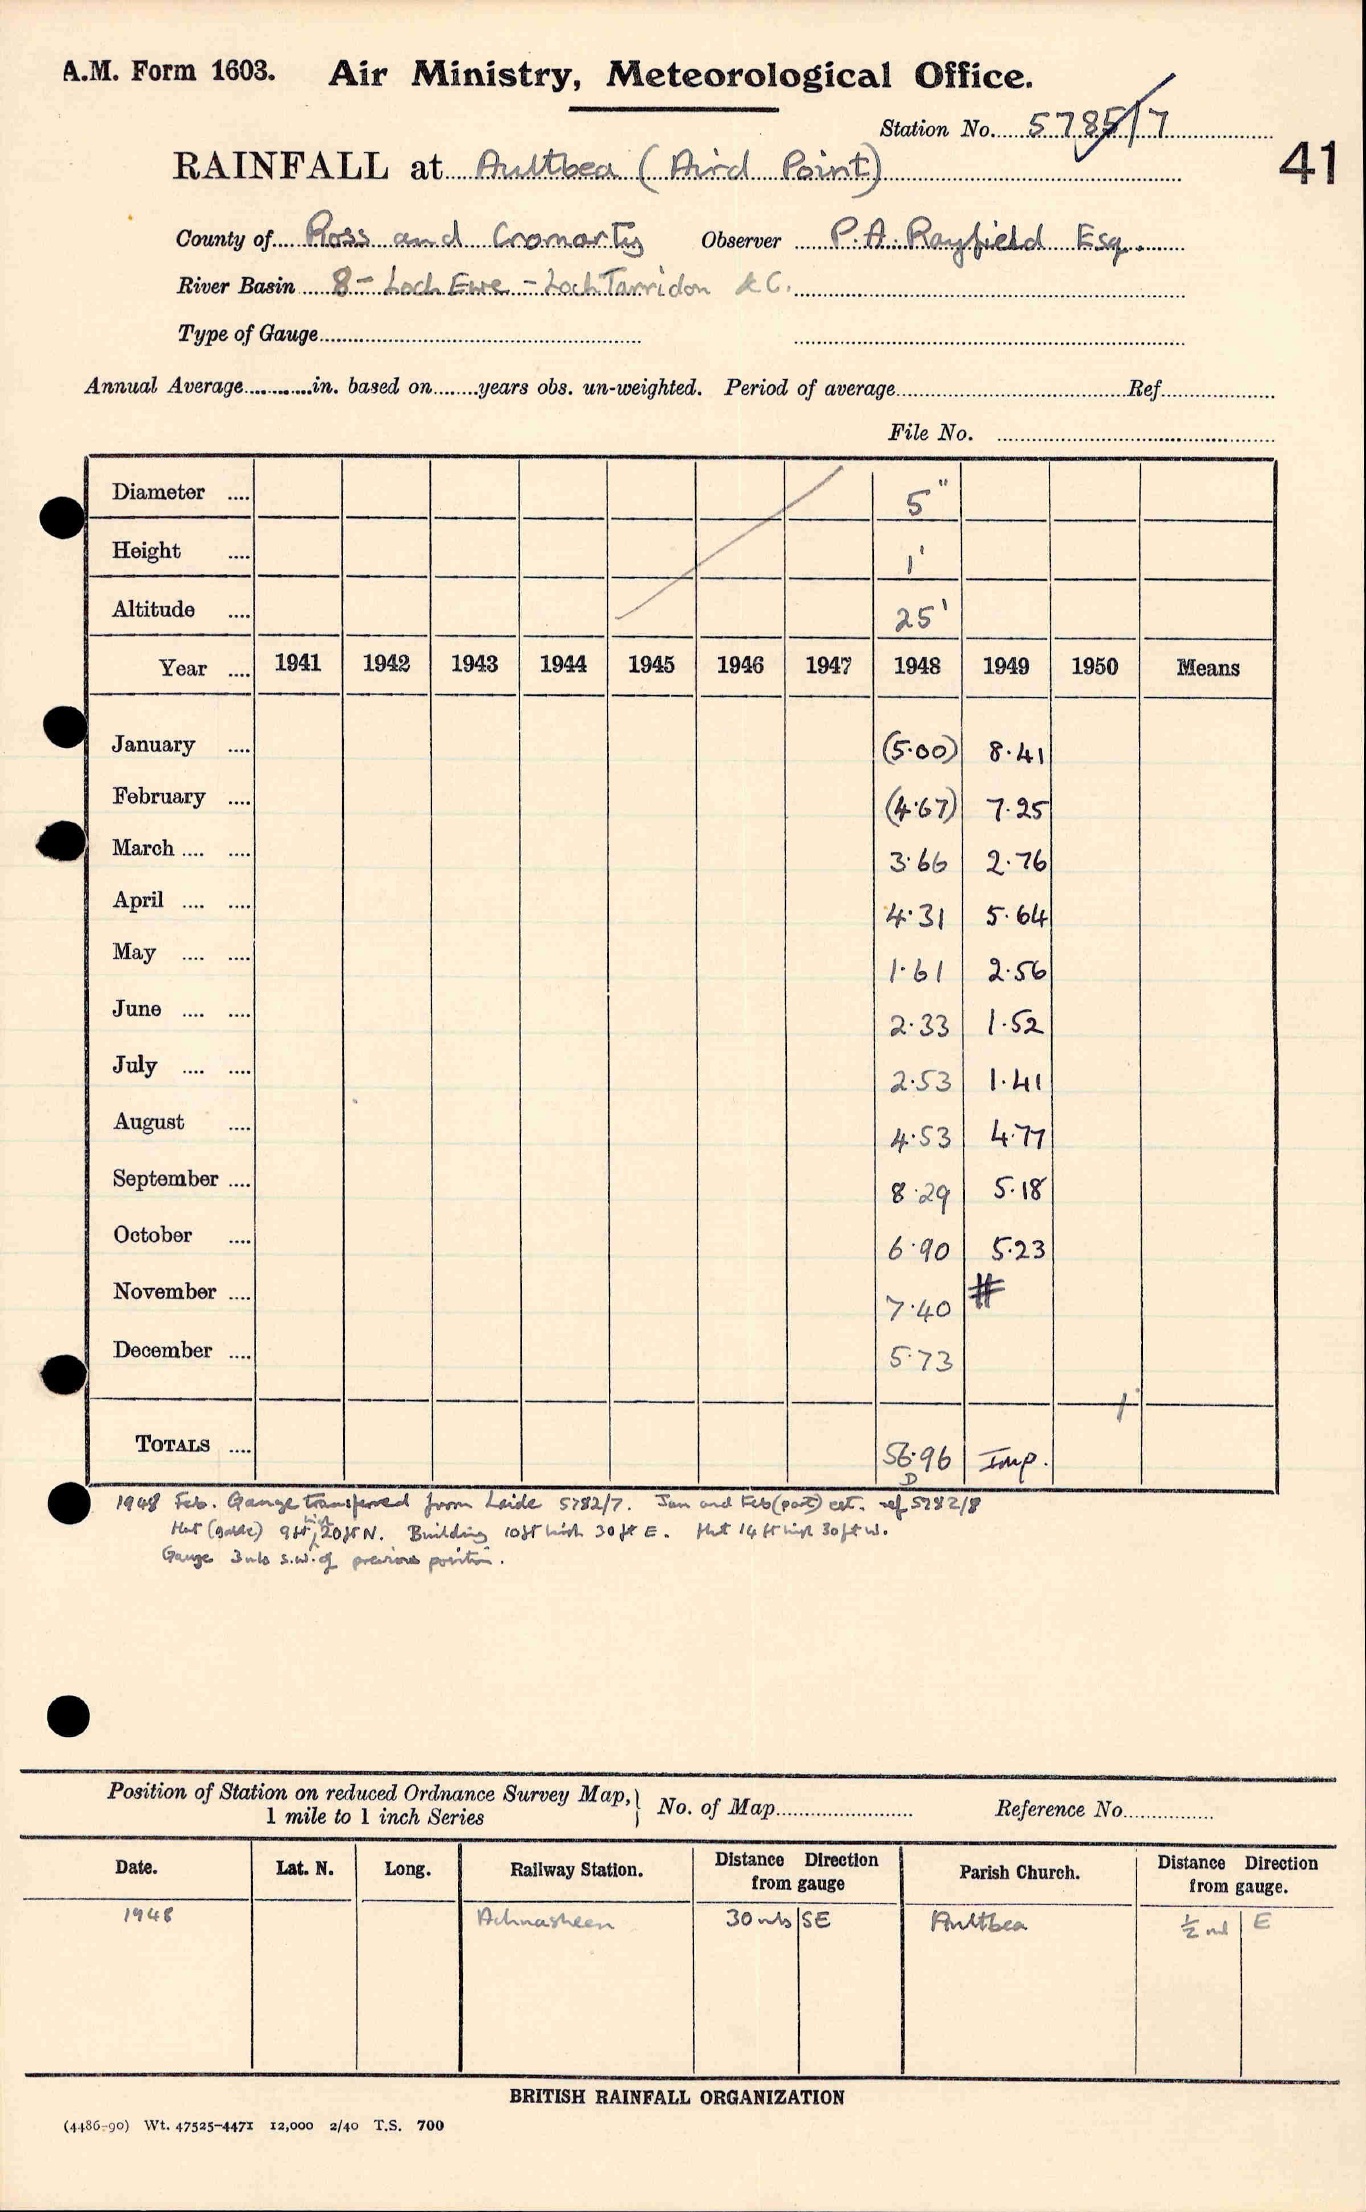 A.M. Form 1603. Air Ministry, Meteorological Office.
Station No. 5785/7
41
RAINFALL at Aultbea (Aird Point)
County of Ross and Cromarty Observer P.A. Rayfield Esq.
River Basin 8 - Loch Ewe - Loch Torridon &C.
Type of Gauge
Annual Average in. based on years obs. un-weighted. Period of average Ref
File No.
Diameter 5"
Height 1'
Altitude 25'
Year 1941 1942 1943 1944 1945 1946 1947 1948 1949 1950 Means
January (5.00) 8.41
February (4.67) 7.25
March 3.66 2.76
April 4.31 5.64
May 1.61 2.56
June 2.33 1.52
July 2.53 1.41
August 4.53 4.77
September 8.29 5.18
October 6.90 5.23
November 7.40 #
December 5.73
TOTALS 56.96 Imp.
D
1948 Feb. Gauge transferred from Laide 5782/7. Jan and Feb (part) est. ref 5782/8
Hut 9ft high 20ft N. Building 10ft high 30ft E. Hut 14ft high 30ft W.
Gauge 3 mls S.W. of previous position.
Position of Station on reduced Ordnance Survey Map, 1 mile to 1 inch Series No. of Map Reference No.
Date. Lat. N. Long. Railway Station. Distance Direction from gauge Parish Church. Distance Direction from gauge.
1948 Achnasheen 30 mls SE Aultbea ½ ml E
BRITISH RAINFALL ORGANIZATION
(4486-90) Wt. 47525-4471 12,000 2/40 T.S. 700